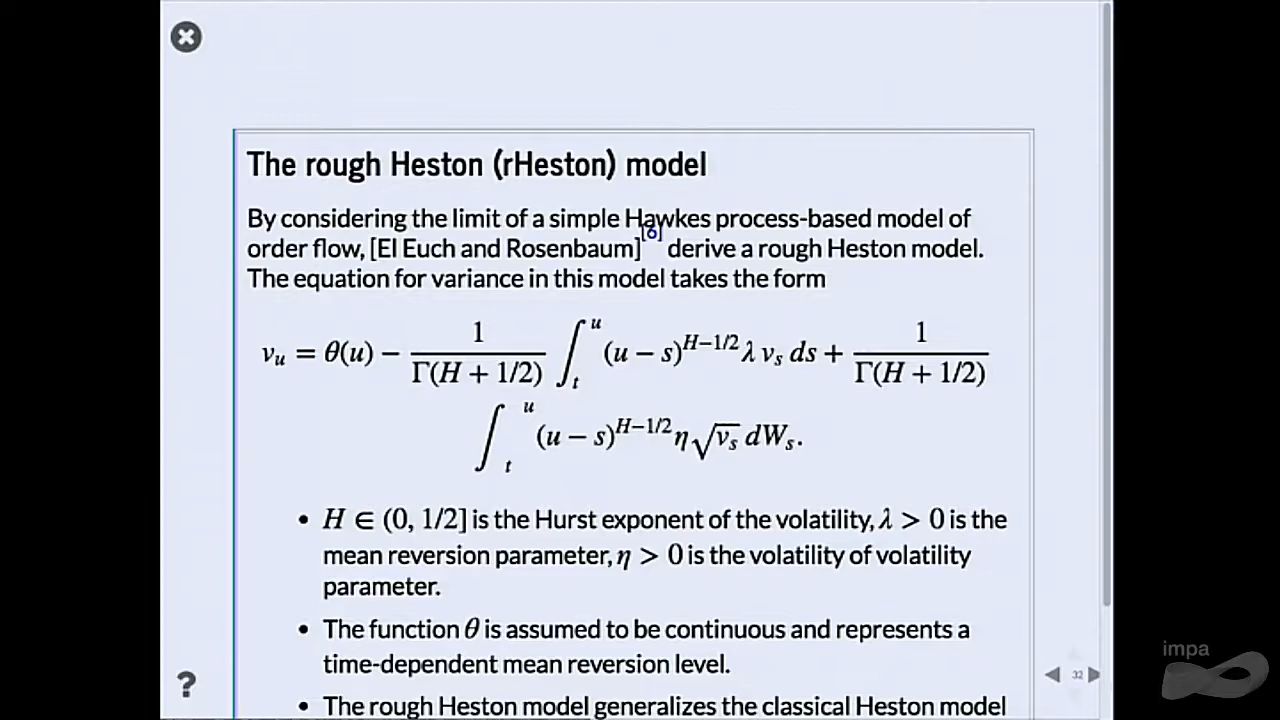 The rough Heston (rHeston) model
By considering the limit of a simple Hawkes process-based model of
order flow, [El Euch and Rosenbaum][6] derive a rough Heston model.
The equation for variance in this model takes the form
v_u = θ(u) − 1/Γ(H + 1/2) ∫_t^u (u − s)^{H−1/2} λ v_s ds + 1/Γ(H + 1/2)
∫_t^u (u − s)^{H−1/2} η√v_s dW_s.
• H ∈ (0, 1/2] is the Hurst exponent of the volatility, λ > 0 is the
mean reversion parameter, η > 0 is the volatility of volatility
parameter.
• The function θ is assumed to be continuous and represents a
time-dependent mean reversion level.
• The rough Heston model generalizes the classical Heston model
?
32
impa